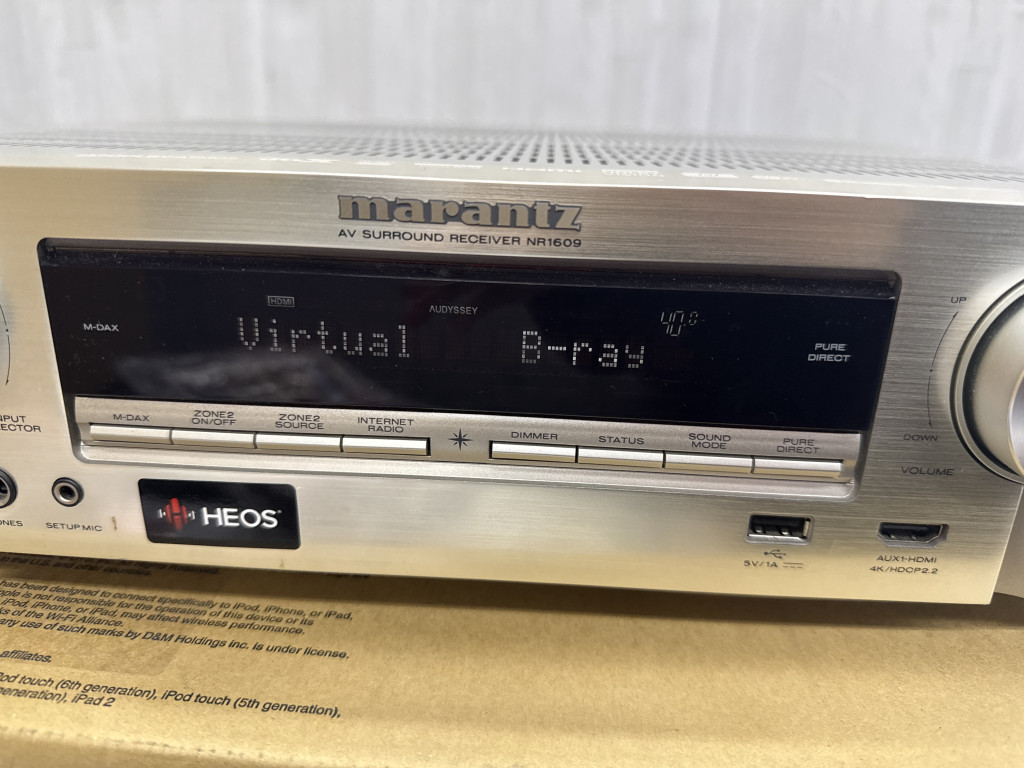 marantz
AV SURROUND RECEIVER NR1609
HDMI
AUDYSSEY
40.0
M-DAX
Virtual B-ray
PURE
DIRECT
UP
DOWN
VOLUME
M-DAX
ZONE2
ON/OFF
ZONE2
SOURCE
INTERNET
RADIO
DIMMER
STATUS
SOUND
MODE
PURE
DIRECT
SETUP MIC
HEOS
5V/1A
AUX1-HDMI
4K/HDCP2.2
in the U.S. and other
has been designed to connect specifically to iPod, iPhone, or iPad,
is not responsible for the operation of this device or its
iPod, iPhone, or iPad, may affect wireless performance.
of the Wi-Fi Alliance.
any use of such marks by D&M Holdings inc. is under license.
affiliates.
iPod touch (6th generation), iPod touch (5th generation),
generation), iPad 2